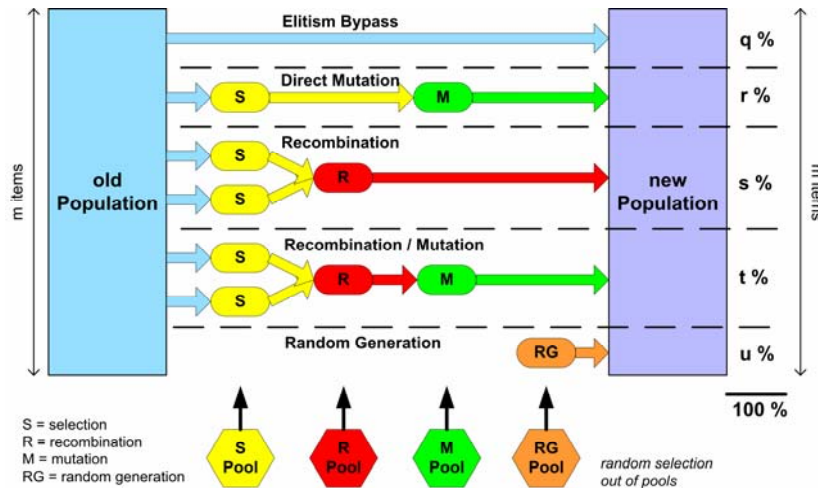 Elitism Bypass
q %
Direct Mutation
S
M
r %
Recombination
S
S
R
s %
m items
old
Population
new
Population
m items
Recombination / Mutation
S
S
R
M
t %
Random Generation
RG
u %
100 %
S = selection
R = recombination
M = mutation
RG = random generation
S
Pool
R
Pool
M
Pool
RG
Pool
random selection
out of pools